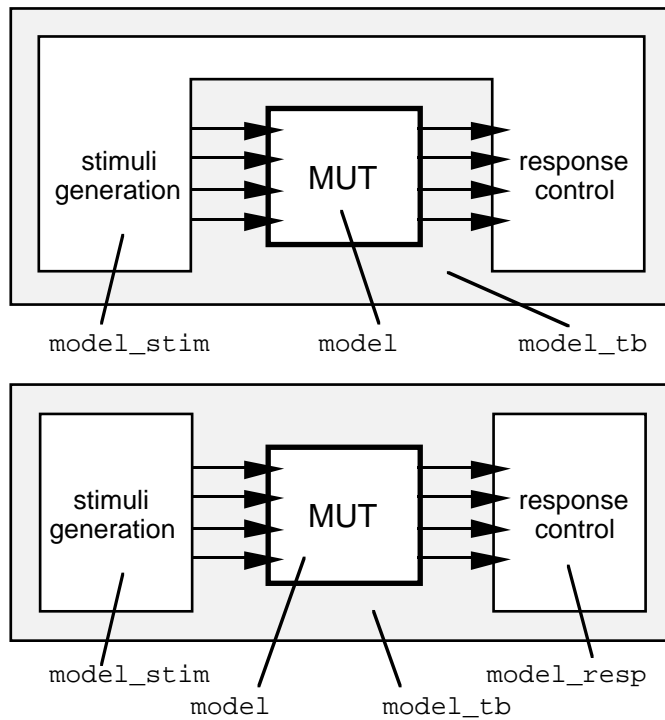 stimuli
generation
MUT
response
control
model_stim
model
model_tb
stimuli
generation
MUT
response
control
model_stim
model_resp
model
model_tb